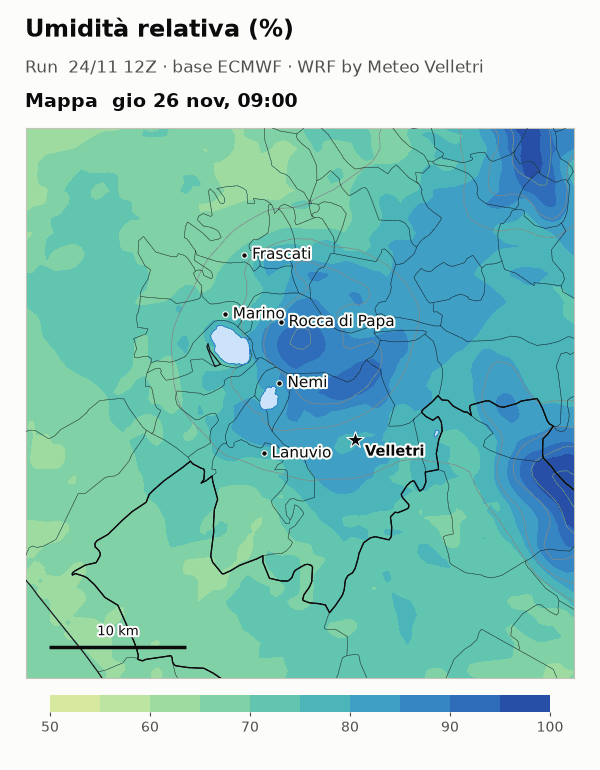 Umidità relativa (%)
Run  24/11 12Z · base ECMWF · WRF by Meteo Velletri
Mappa  gio 26 nov, 09:00
Frascati
Marino
Rocca di Papa
Nemi
Velletri
Lanuvio
10 km
50 60 70 80 90 100